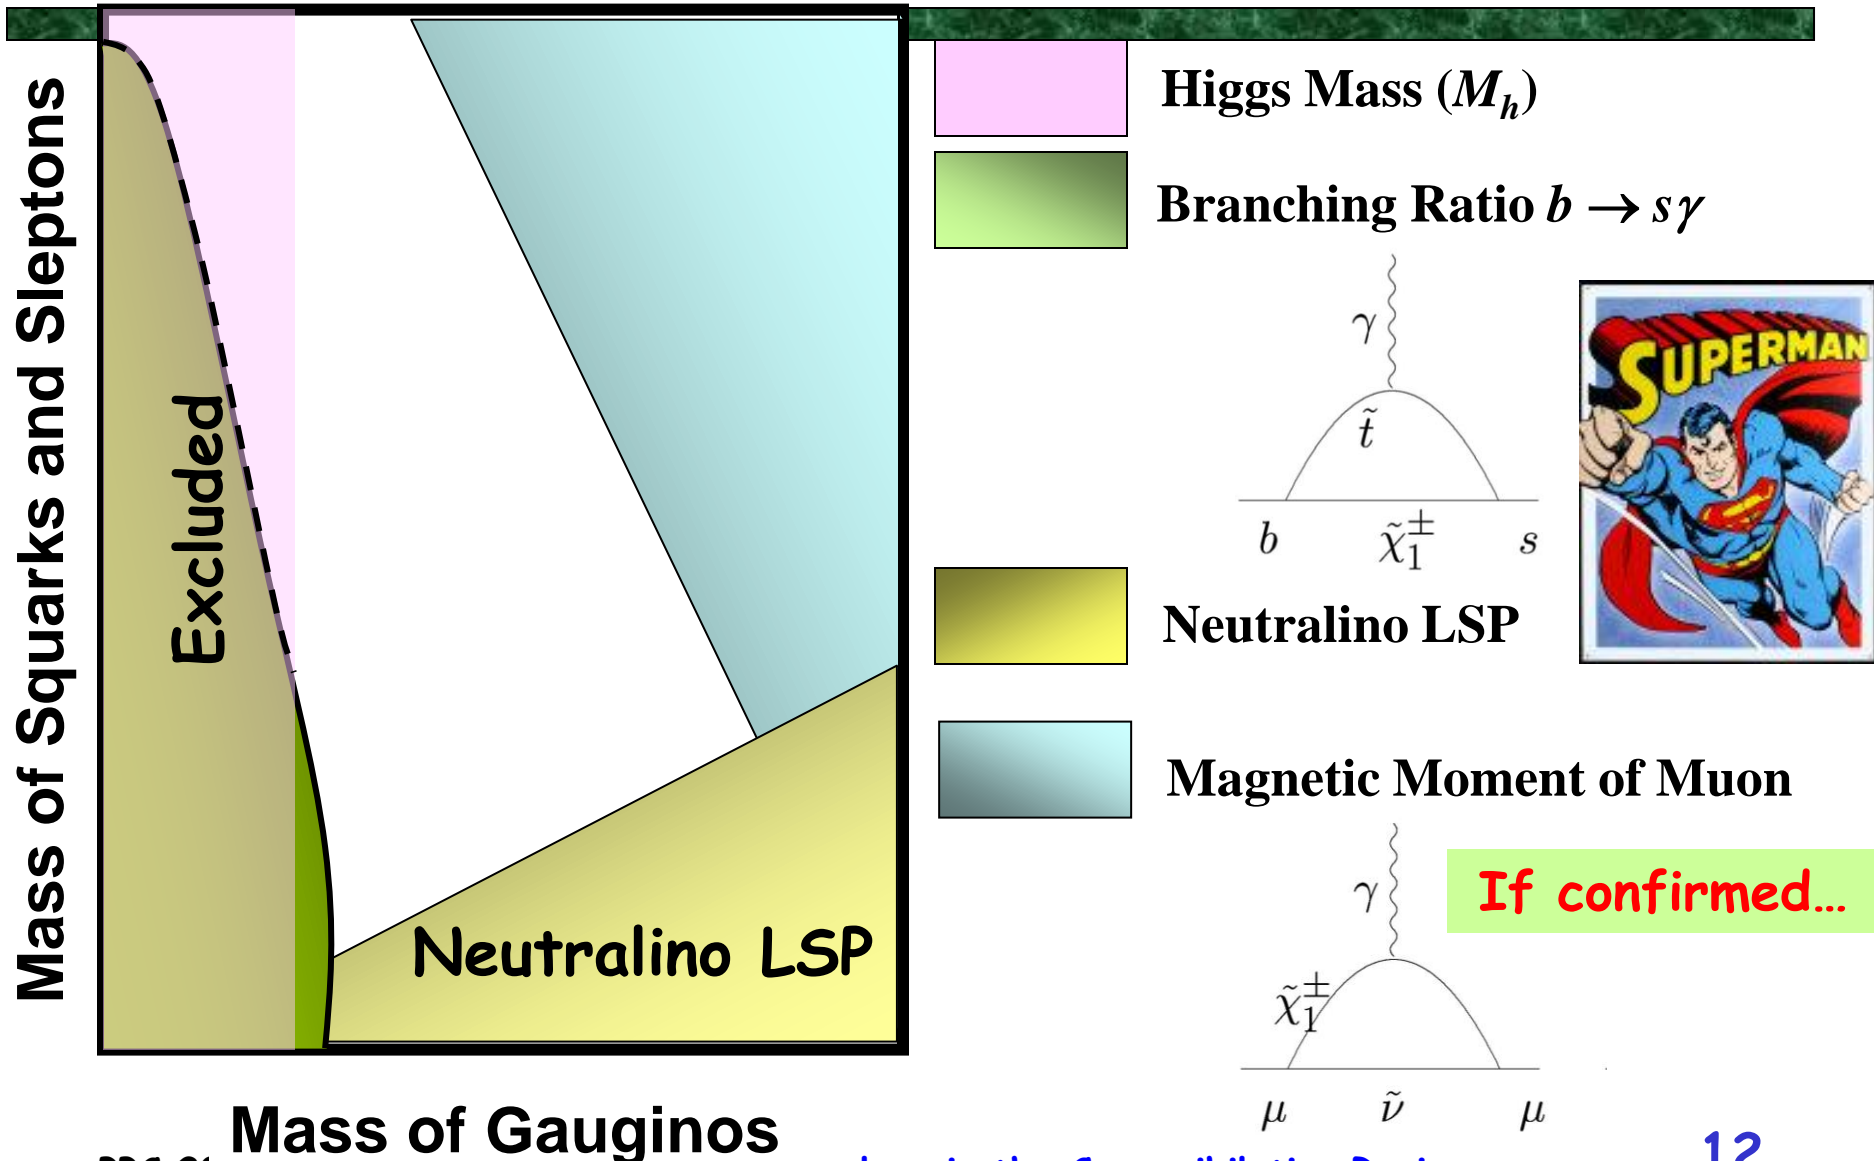 Mass of Squarks and Sleptons
Excluded
Neutralino LSP
Mass of Gauginos
Higgs Mass (M_h)
Branching Ratio b → sγ
γ
t̃
b χ̃₁^± s
SUPERMAN
Neutralino LSP
Magnetic Moment of Muon
If confirmed...
γ
χ̃₁^±
μ ν̃ μ
12